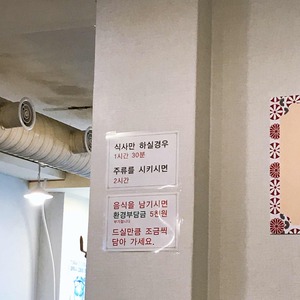 식사만 하실경우
1시간 30분
주류를 시키시면
2시간
음식을 남기시면
환경부담금 5천원
드실만큼 조금씩
담아 가세요.